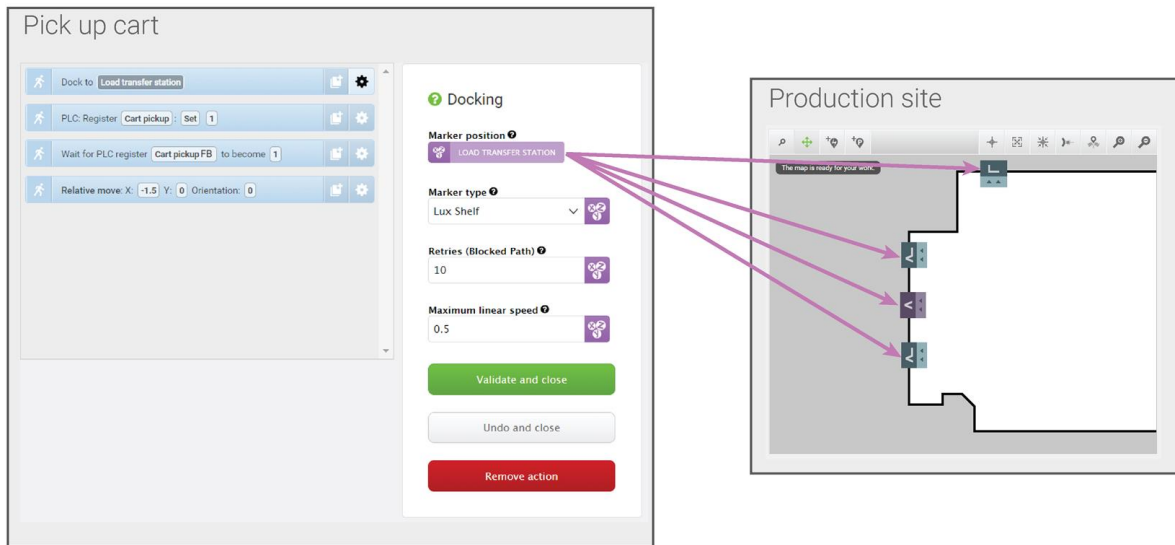 Pick up cart
Dock to Load transfer station
PLC: Register Cart pickup : Set 1
Wait for PLC register Cart pickup FB to become 1
Relative move: X: -1.5 Y: 0 Orientation: 0
Docking
Marker position
LOAD TRANSFER STATION
Marker type
Lux Shelf
Retries (Blocked Path)
10
Maximum linear speed
0.5
Validate and close
Undo and close
Remove action
Production site
The map is ready for your work.